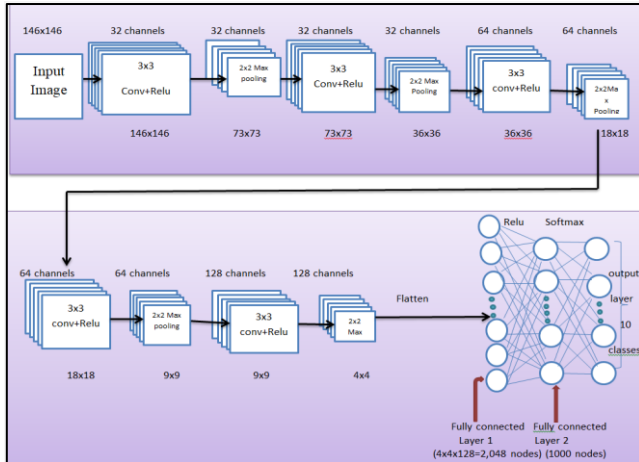 146x146
32 channels
32 channels
32 channels
32 channels
64 channels
64 channels
Input
Image
3x3
Conv+Relu
2x2 Max
pooling
3x3
Conv+Relu
2x2 Max
Pooling
3x3
conv+Relu
2x2Ma
x
Pooling
146x146
73x73
73x73
36x36
36x36
18x18
64 channels
64 channels
128 channels
128 channels
3x3
conv+Relu
2x2 Max
pooling
3x3
conv+Relu
2x2
Max
18x18
9x9
9x9
4x4
Flatten
Relu
Softmax
output
layer
10
classes
Fully connected
Layer 1
(4x4x128=2,048 nodes)
Fully connected
Layer 2
(1000 nodes)